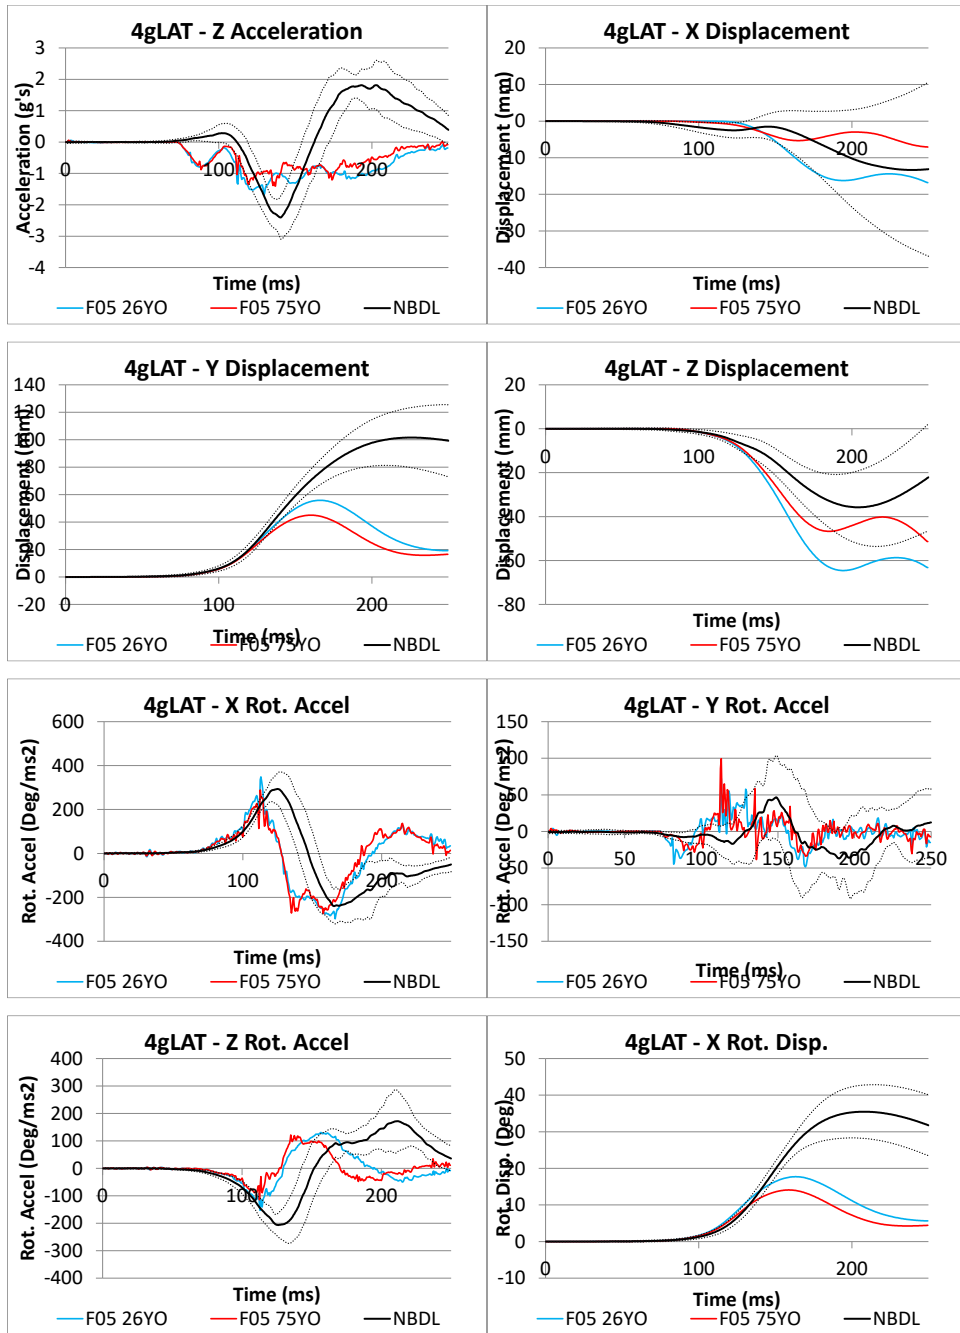 4gLAT - Z Acceleration
Acceleration (g's)
3
2
1
0
-1
-2
-3
-4
0
100
200
Time (ms)
F05 26YO
F05 75YO
NBDL
4gLAT - X Displacement
Displacement (mm)
20
10
0
-10
-20
-30
-40
0
100
200
Time (ms)
F05 26YO
F05 75YO
NBDL
4gLAT - Y Displacement
Displacement (mm)
140
120
100
80
60
40
20
0
-20
0
100
200
Time (ms)
F05 26YO
F05 75YO
NBDL
4gLAT - Z Displacement
Displacement (mm)
20
0
-20
-40
-60
-80
0
100
200
Time (ms)
F05 26YO
F05 75YO
NBDL
4gLAT - X Rot. Accel
Rot. Accel (Deg/ms2)
600
400
200
0
-200
-400
0
100
200
Time (ms)
F05 26YO
F05 75YO
NBDL
4gLAT - Y Rot. Accel
Rot. Accel (Deg/ms2)
150
100
50
0
-50
-100
-150
0
50
100
150
200
250
Time (ms)
F05 26YO
F05 75YO
NBDL
4gLAT - Z Rot. Accel
Rot. Accel (Deg/ms2)
400
300
200
100
0
-100
-200
-300
-400
0
100
200
Time (ms)
F05 26YO
F05 75YO
NBDL
4gLAT - X Rot. Disp.
Rot. Disp. (Deg)
50
40
30
20
10
0
-10
0
100
200
Time (ms)
F05 26YO
F05 75YO
NBDL